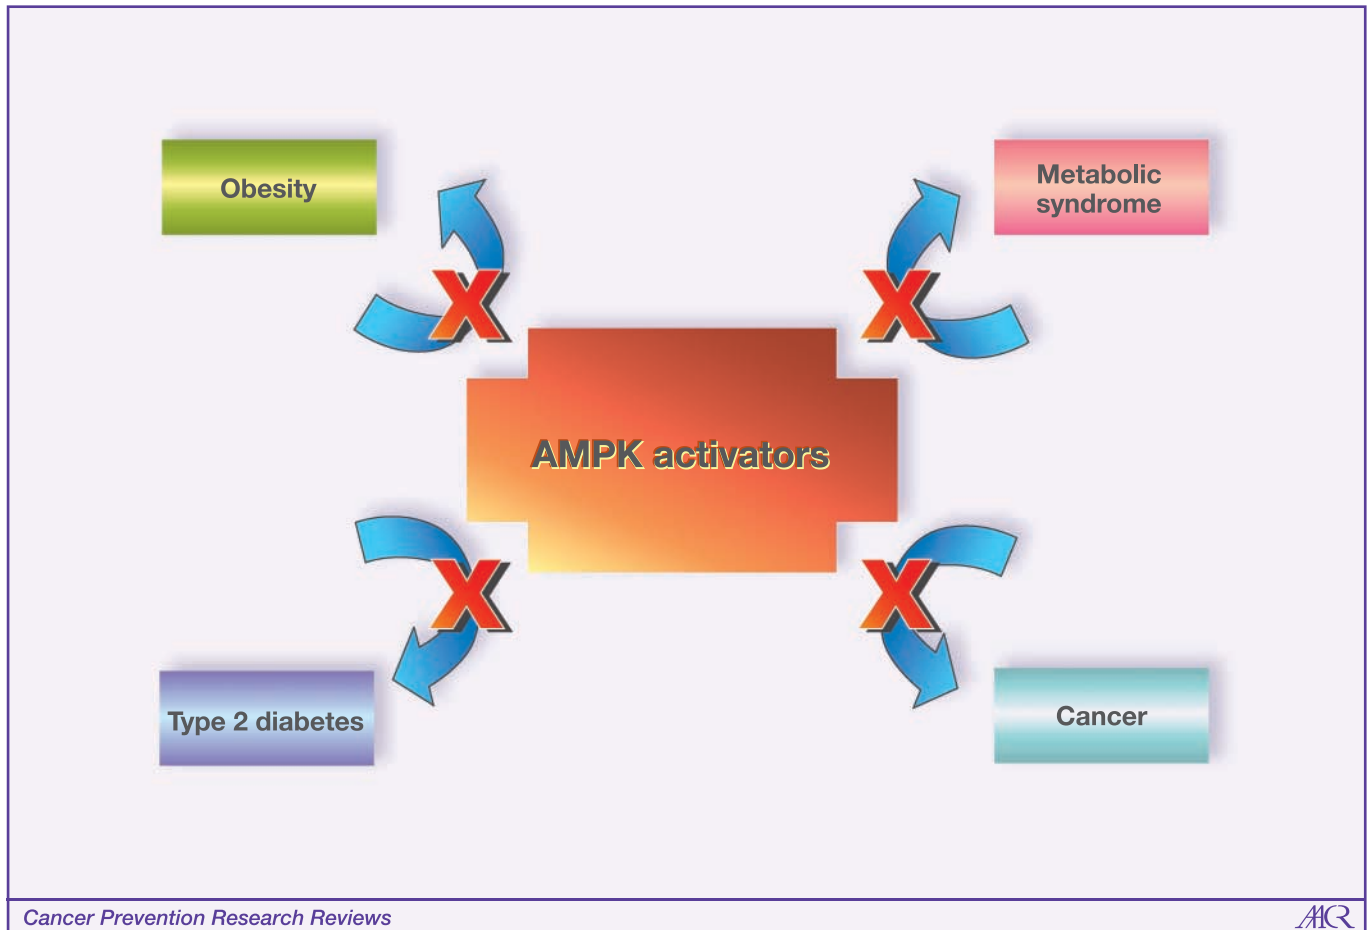 Obesity
Metabolic
syndrome
X
X
AMPK activators
X
X
Type 2 diabetes
Cancer
Cancer Prevention Research Reviews
AACR